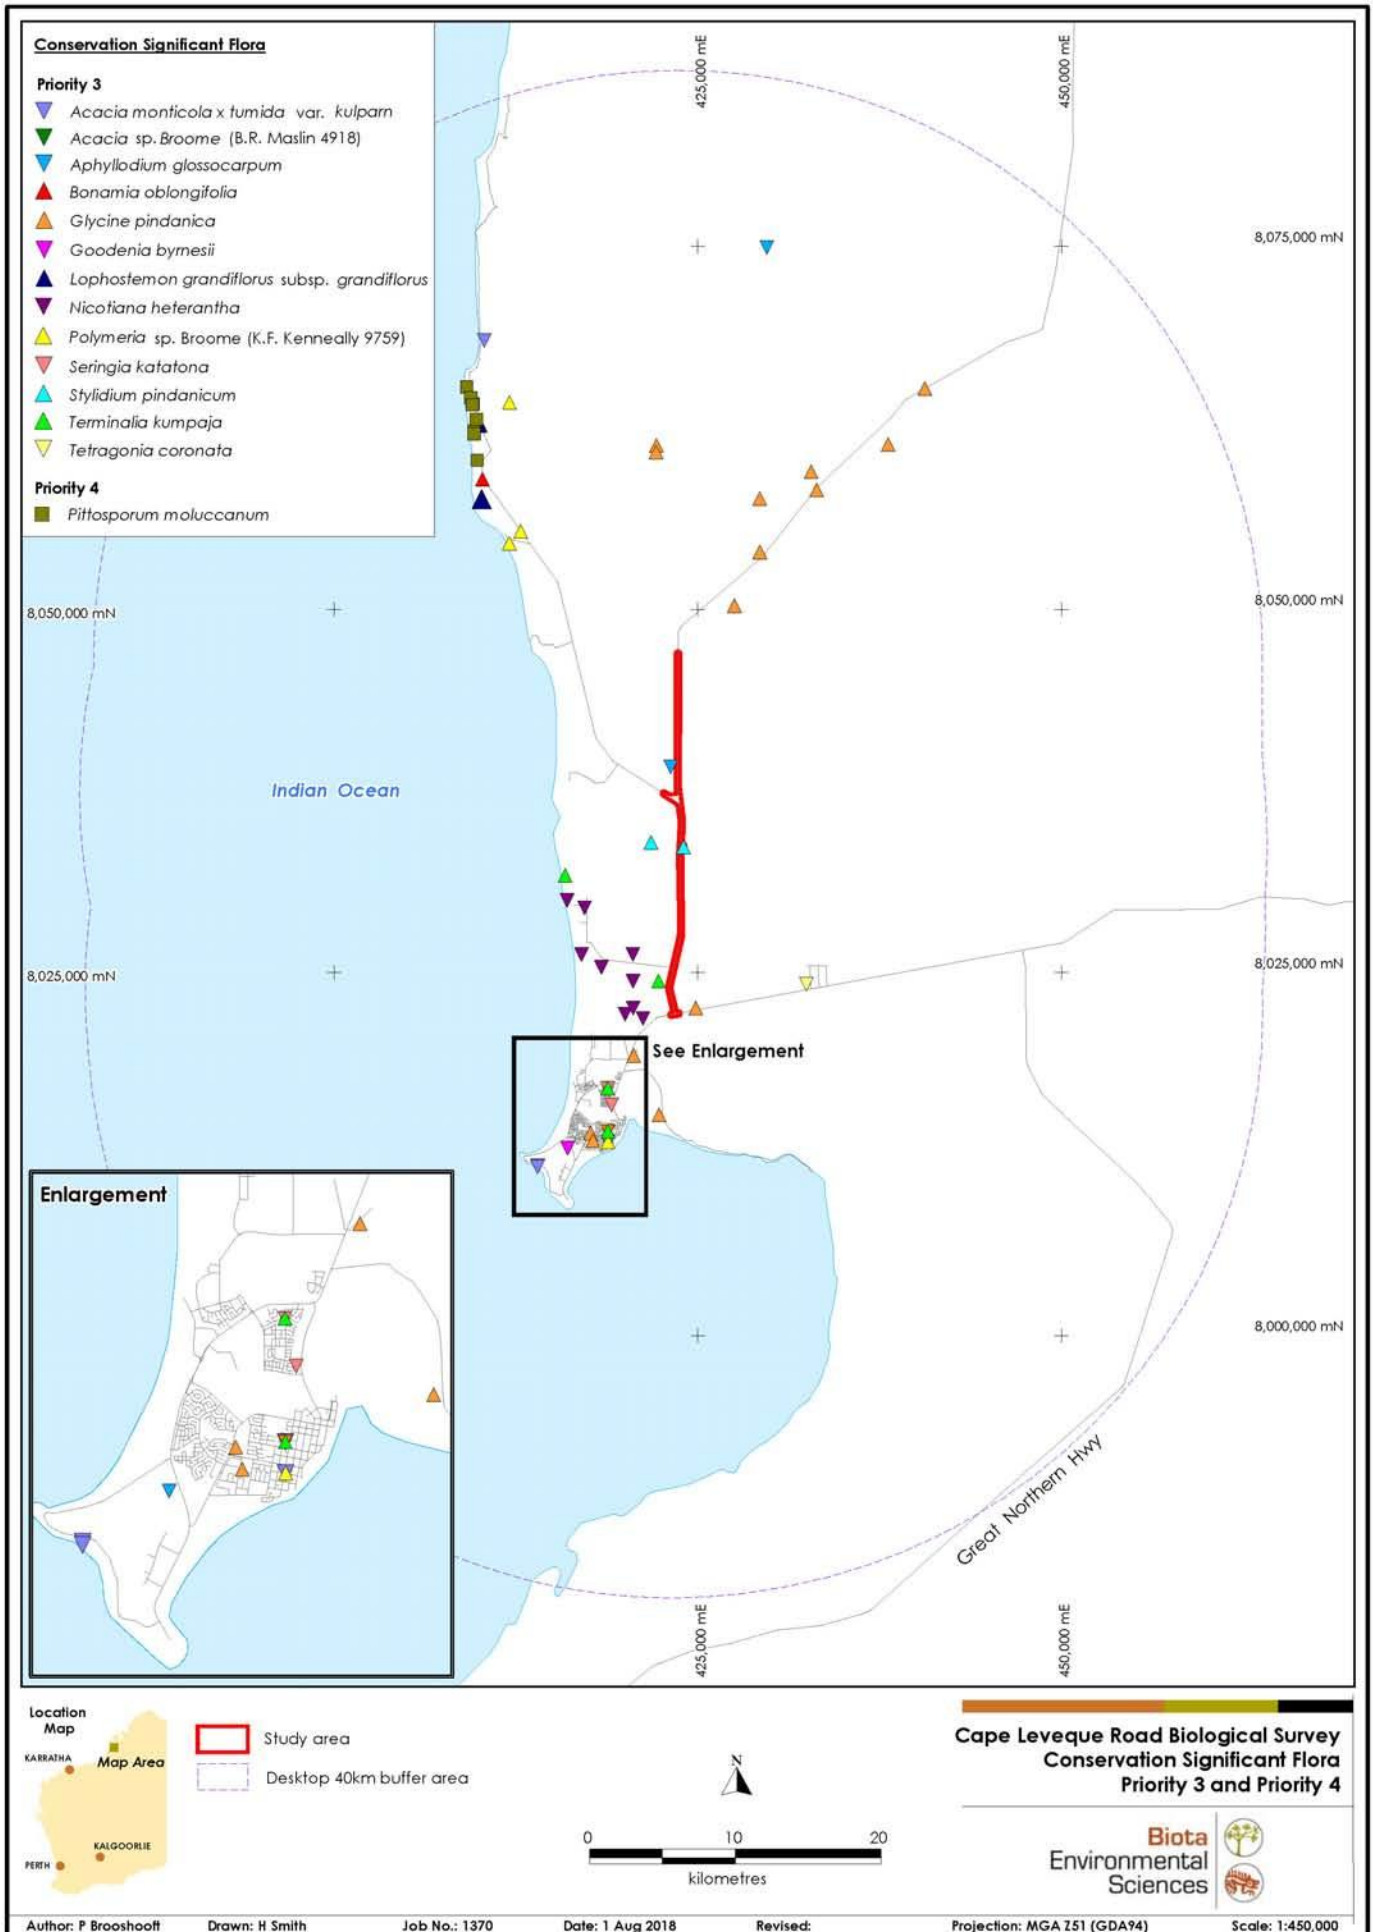 Conservation Significant Flora
Priority 3
Acacia monticola x tumida var. kulparn
Acacia sp. Broome (B.R. Maslin 4918)
Aphyllodium glossocarpum
Bonamia oblongifolia
Glycine pindanica
Goodenia byrnesii
Lophostemon grandiflorus subsp. grandiflorus
Nicotiana heterantha
Polymeria sp. Broome (K.F. Kenneally 9759)
Seringia katatona
Stylidium pindanicum
Terminalia kumpaja
Tetragonia coronata
Priority 4
Pittosporum moluccanum
425,000 mE
450,000 mE
8,075,000 mN
8,050,000 mN
8,050,000 mN
Indian Ocean
8,025,000 mN
8,025,000 mN
See Enlargement
Enlargement
8,000,000 mN
Great Northern Hwy
425,000 mE
450,000 mE
Location
Map
KARRATHA
Map Area
KALGOORLIE
PERTH
Study area
Desktop 40km buffer area
N
0 10 20
kilometres
Cape Leveque Road Biological Survey
Conservation Significant Flora
Priority 3 and Priority 4
Biota
Environmental
Sciences
Author: P Brooshooft Drawn: H Smith Job No.: 1370 Date: 1 Aug 2018 Revised: Projection: MGA Z51 (GDA94) Scale: 1:450,000